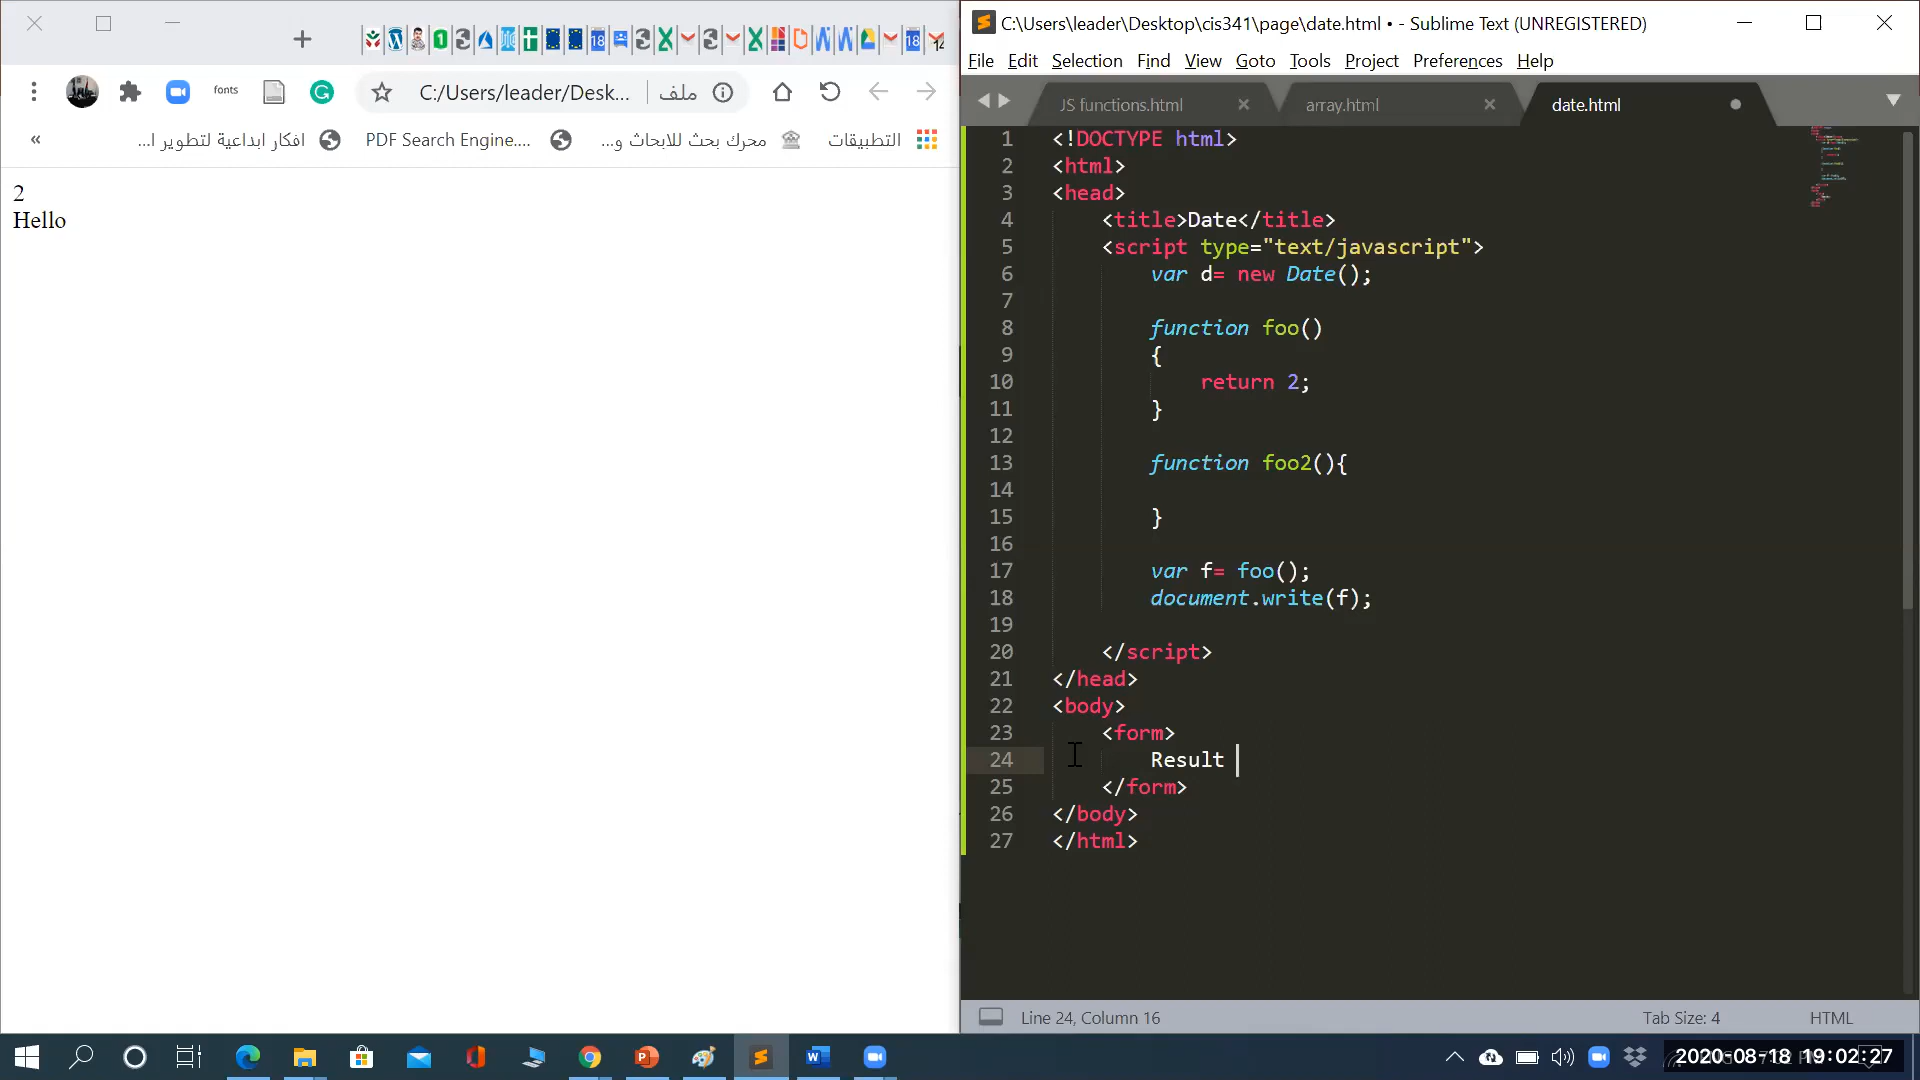 fonts
C:/Users/leader/Desk...
ملف
«
افكار ابداعية لتطوير ا...
PDF Search Engine....
محرك بحث للابحاث و...
التطبيقات
2
Hello
C:\Users\leader\Desktop\cis341\page\date.html • - Sublime Text (UNREGISTERED)
File Edit Selection Find View Goto Tools Project Preferences Help
JS functions.html
array.html
date.html
1 <!DOCTYPE html>
2 <html>
3 <head>
4 <title>Date</title>
5 <script type="text/javascript">
6 var d= new Date();
7
8 function foo()
9 {
10 return 2;
11 }
12
13 function foo2(){
14
15 }
16
17 var f= foo();
18 document.write(f);
19
20 </script>
21 </head>
22 <body>
23 <form>
24 Result
25 </form>
26 </body>
27 </html>
Line 24, Column 16
Tab Size: 4
HTML
2020-08-18 19:02:27